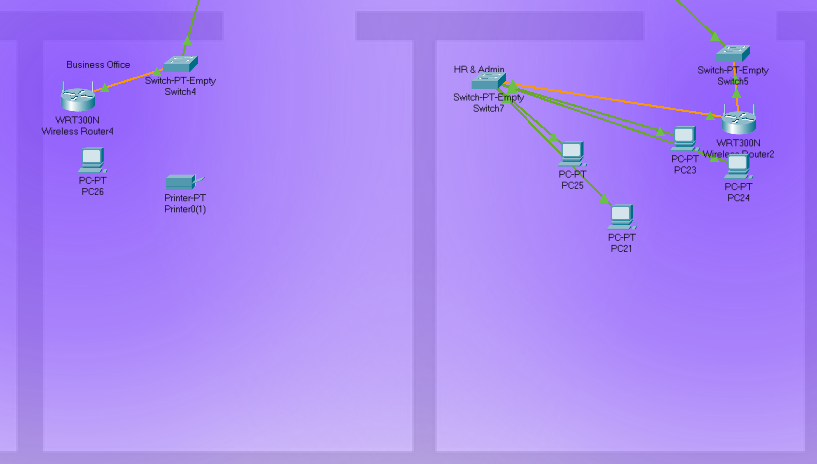 Business Office
Switch-PT-Empty
Switch4
WRT300N
Wireless Router4
PC-PT
PC26
Printer-PT
Printer0(1)
HR & Admin
Switch-PT-Empty
Switch7
Switch-PT-Empty
Switch5
WRT300N
Wireless Router2
PC-PT
PC23
PC-PT
PC25
PC-PT
PC24
PC-PT
PC21